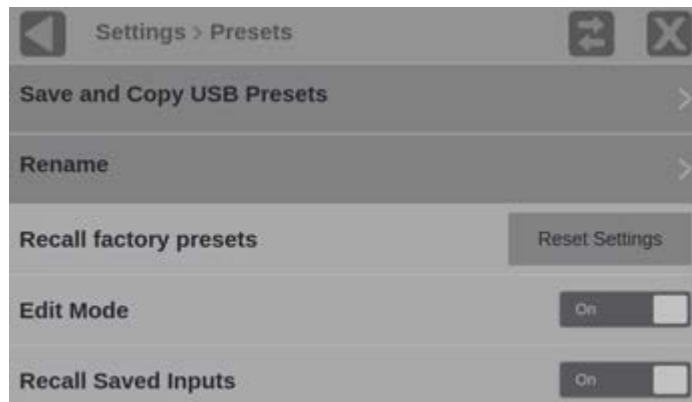 Settings > Presets
Save and Copy USB Presets
Rename
Recall factory presets
Reset Settings
Edit Mode
On
Recall Saved Inputs
On